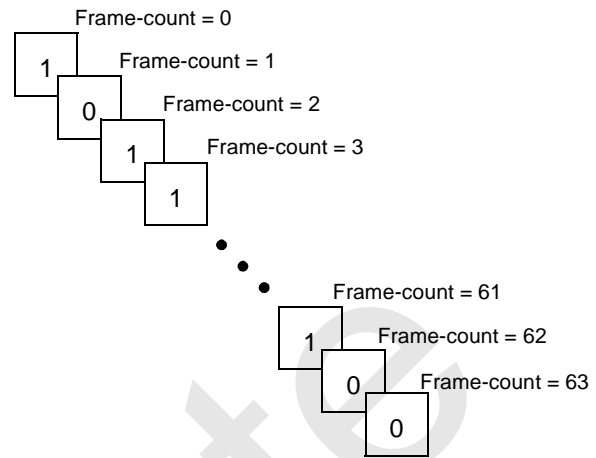 Frame-count = 0
1
Frame-count = 1
0
Frame-count = 2
1
Frame-count = 3
1
Frame-count = 61
1
Frame-count = 62
0
Frame-count = 63
0